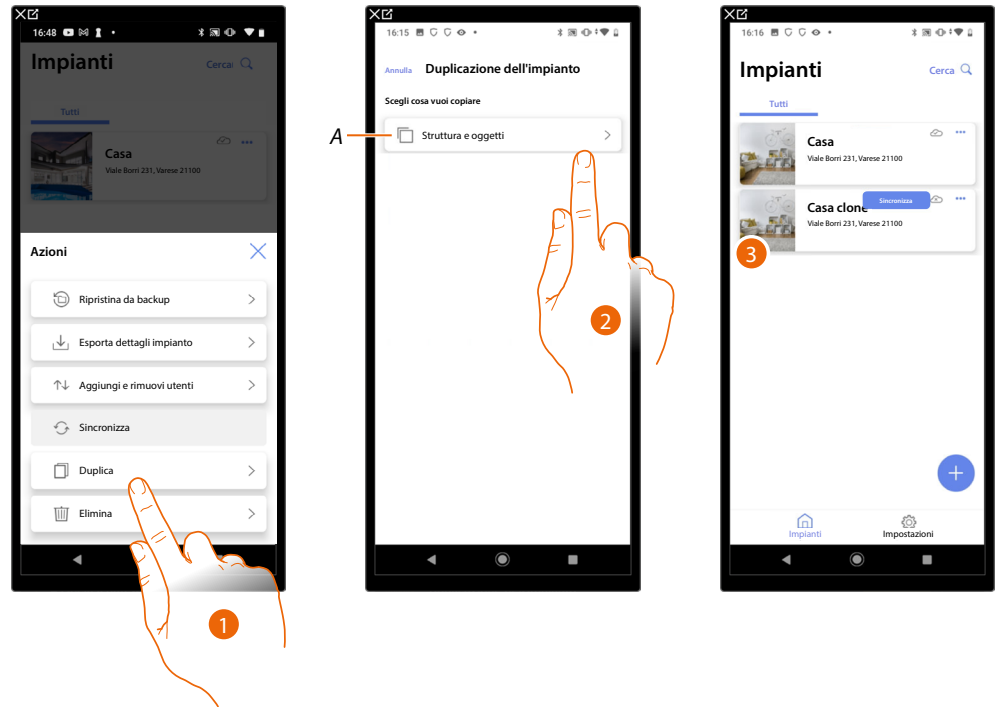 16:48
Impianti
Cerca
Tutti
Casa
Viale Borri 231, Varese 21100
Azioni
Ripristina da backup
Esporta dettagli impianto
Aggiungi e rimuovi utenti
Sincronizza
Duplica
Elimina
1
16:15
Annulla Duplicazione dell'impianto
Scegli cosa vuoi copiare
A
Struttura e oggetti
2
16:16
Impianti
Cerca
Tutti
Casa
Viale Borri 231, Varese 21100
Casa clone
Sincronizza
Viale Borri 231, Varese 21100
3
Impianti
Impostazioni